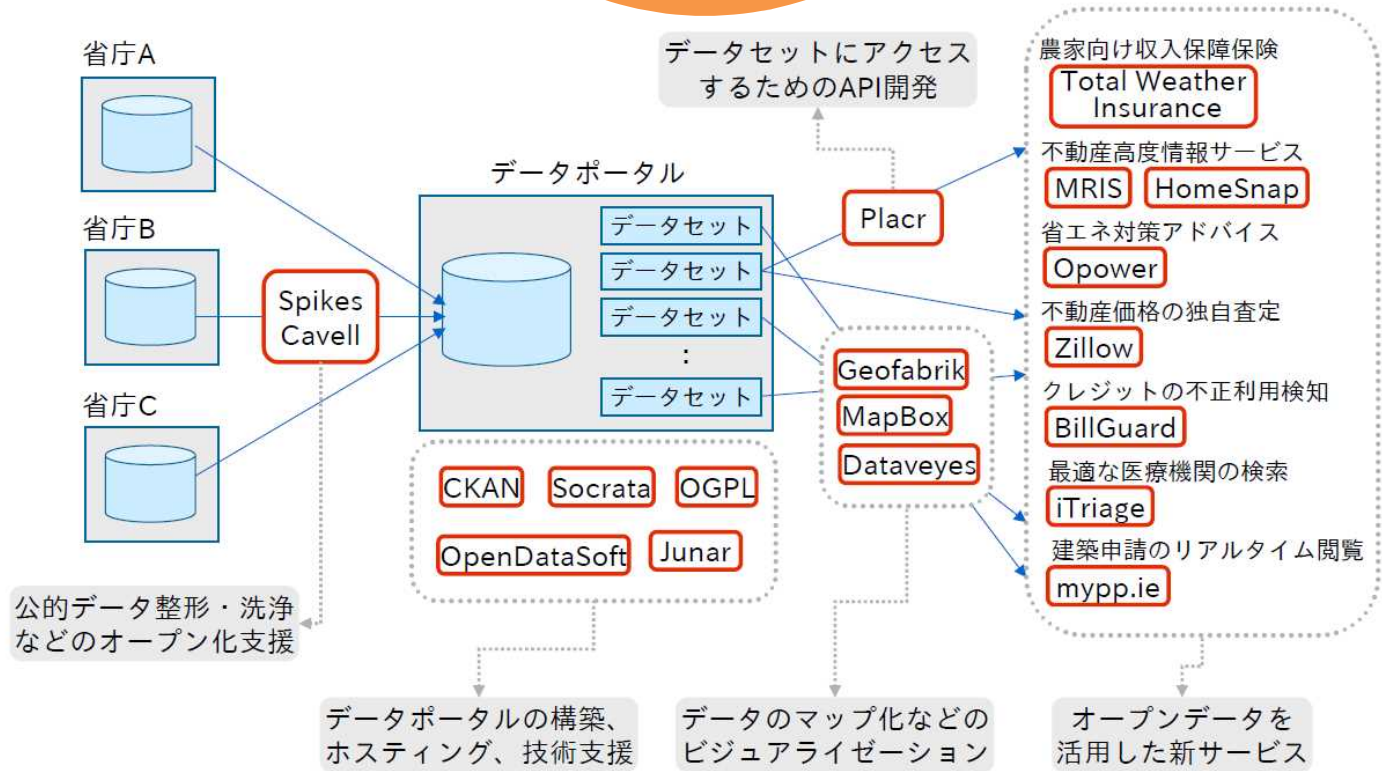 省庁A
省庁B
省庁C
Spikes
Cavell
公的データ整形・洗浄
などのオープン化支援
データポータル
データセット
データセット
データセット
:
データセット
CKAN
Socrata
OGPL
OpenDataSoft
Junar
データポータルの構築、
ホスティング、技術支援
データセットにアクセス
するためのAPI開発
Placr
Geofabrik
MapBox
Dataveyes
データのマップ化などの
ビジュアライゼーション
農家向け収入保障保険
Total Weather
Insurance
不動産高度情報サービス
MRIS
HomeSnap
省エネ対策アドバイス
Opower
不動産価格の独自査定
Zillow
クレジットの不正利用検知
BillGuard
最適な医療機関の検索
iTriage
建築申請のリアルタイム閲覧
mypp.ie
オープンデータを
活用した新サービス